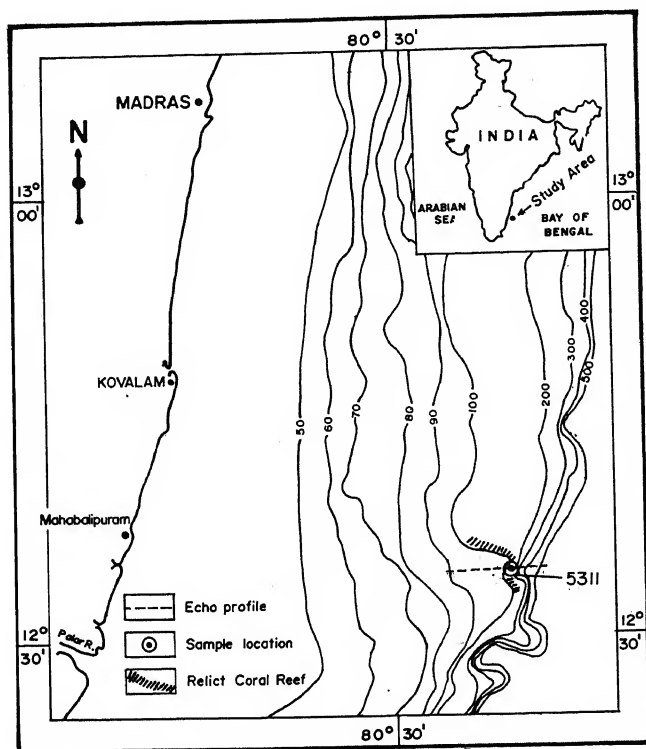 80° 30'
MADRAS
N
INDIA
Study Area
ARABIAN
SEA
BAY OF
BENGAL
13°
00'
13°
00'
KOVALAM
50
60
70
80
90
100
200
300
400
500
Mahabalipuram
5311
Palar R.
12°
30'
12°
30'
Echo profile
Sample location
Relict Coral Reef
80° 30'